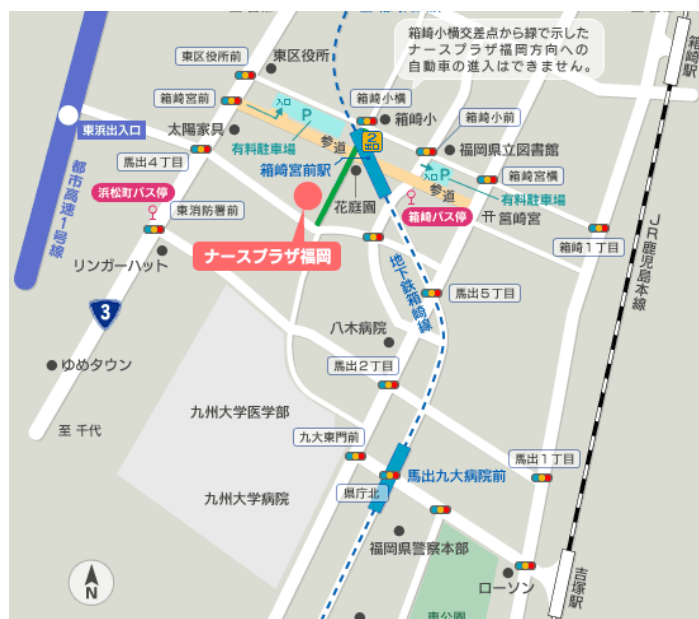 箱崎小横交差点から緑で示した
ナースプラザ福岡方向への
自動車の進入はできません。
箱崎駅
東区役所前
東区役所
箱崎宮前
入口
P
箱崎小横
箱崎小
箱崎小前
東浜出入口
太陽家具
有料駐車場
参道
2
出口
福岡県立図書館
馬出4丁目
箱崎宮前駅
入口
P
箱崎宮横
都市高速1号線
浜松町バス停
東消防署前
花庭園
参道
有料駐車場
箱崎バス停
筥崎宮
箱崎1丁目
JR鹿児島本線
リンガーハット
ナースプラザ福岡
地下鉄箱崎線
馬出5丁目
3
八木病院
ゆめタウン
馬出2丁目
九州大学医学部
至 千代
九大東門前
馬出1丁目
馬出九大病院前
県庁北
九州大学病院
福岡県警察本部
N
ローソン
吉塚駅